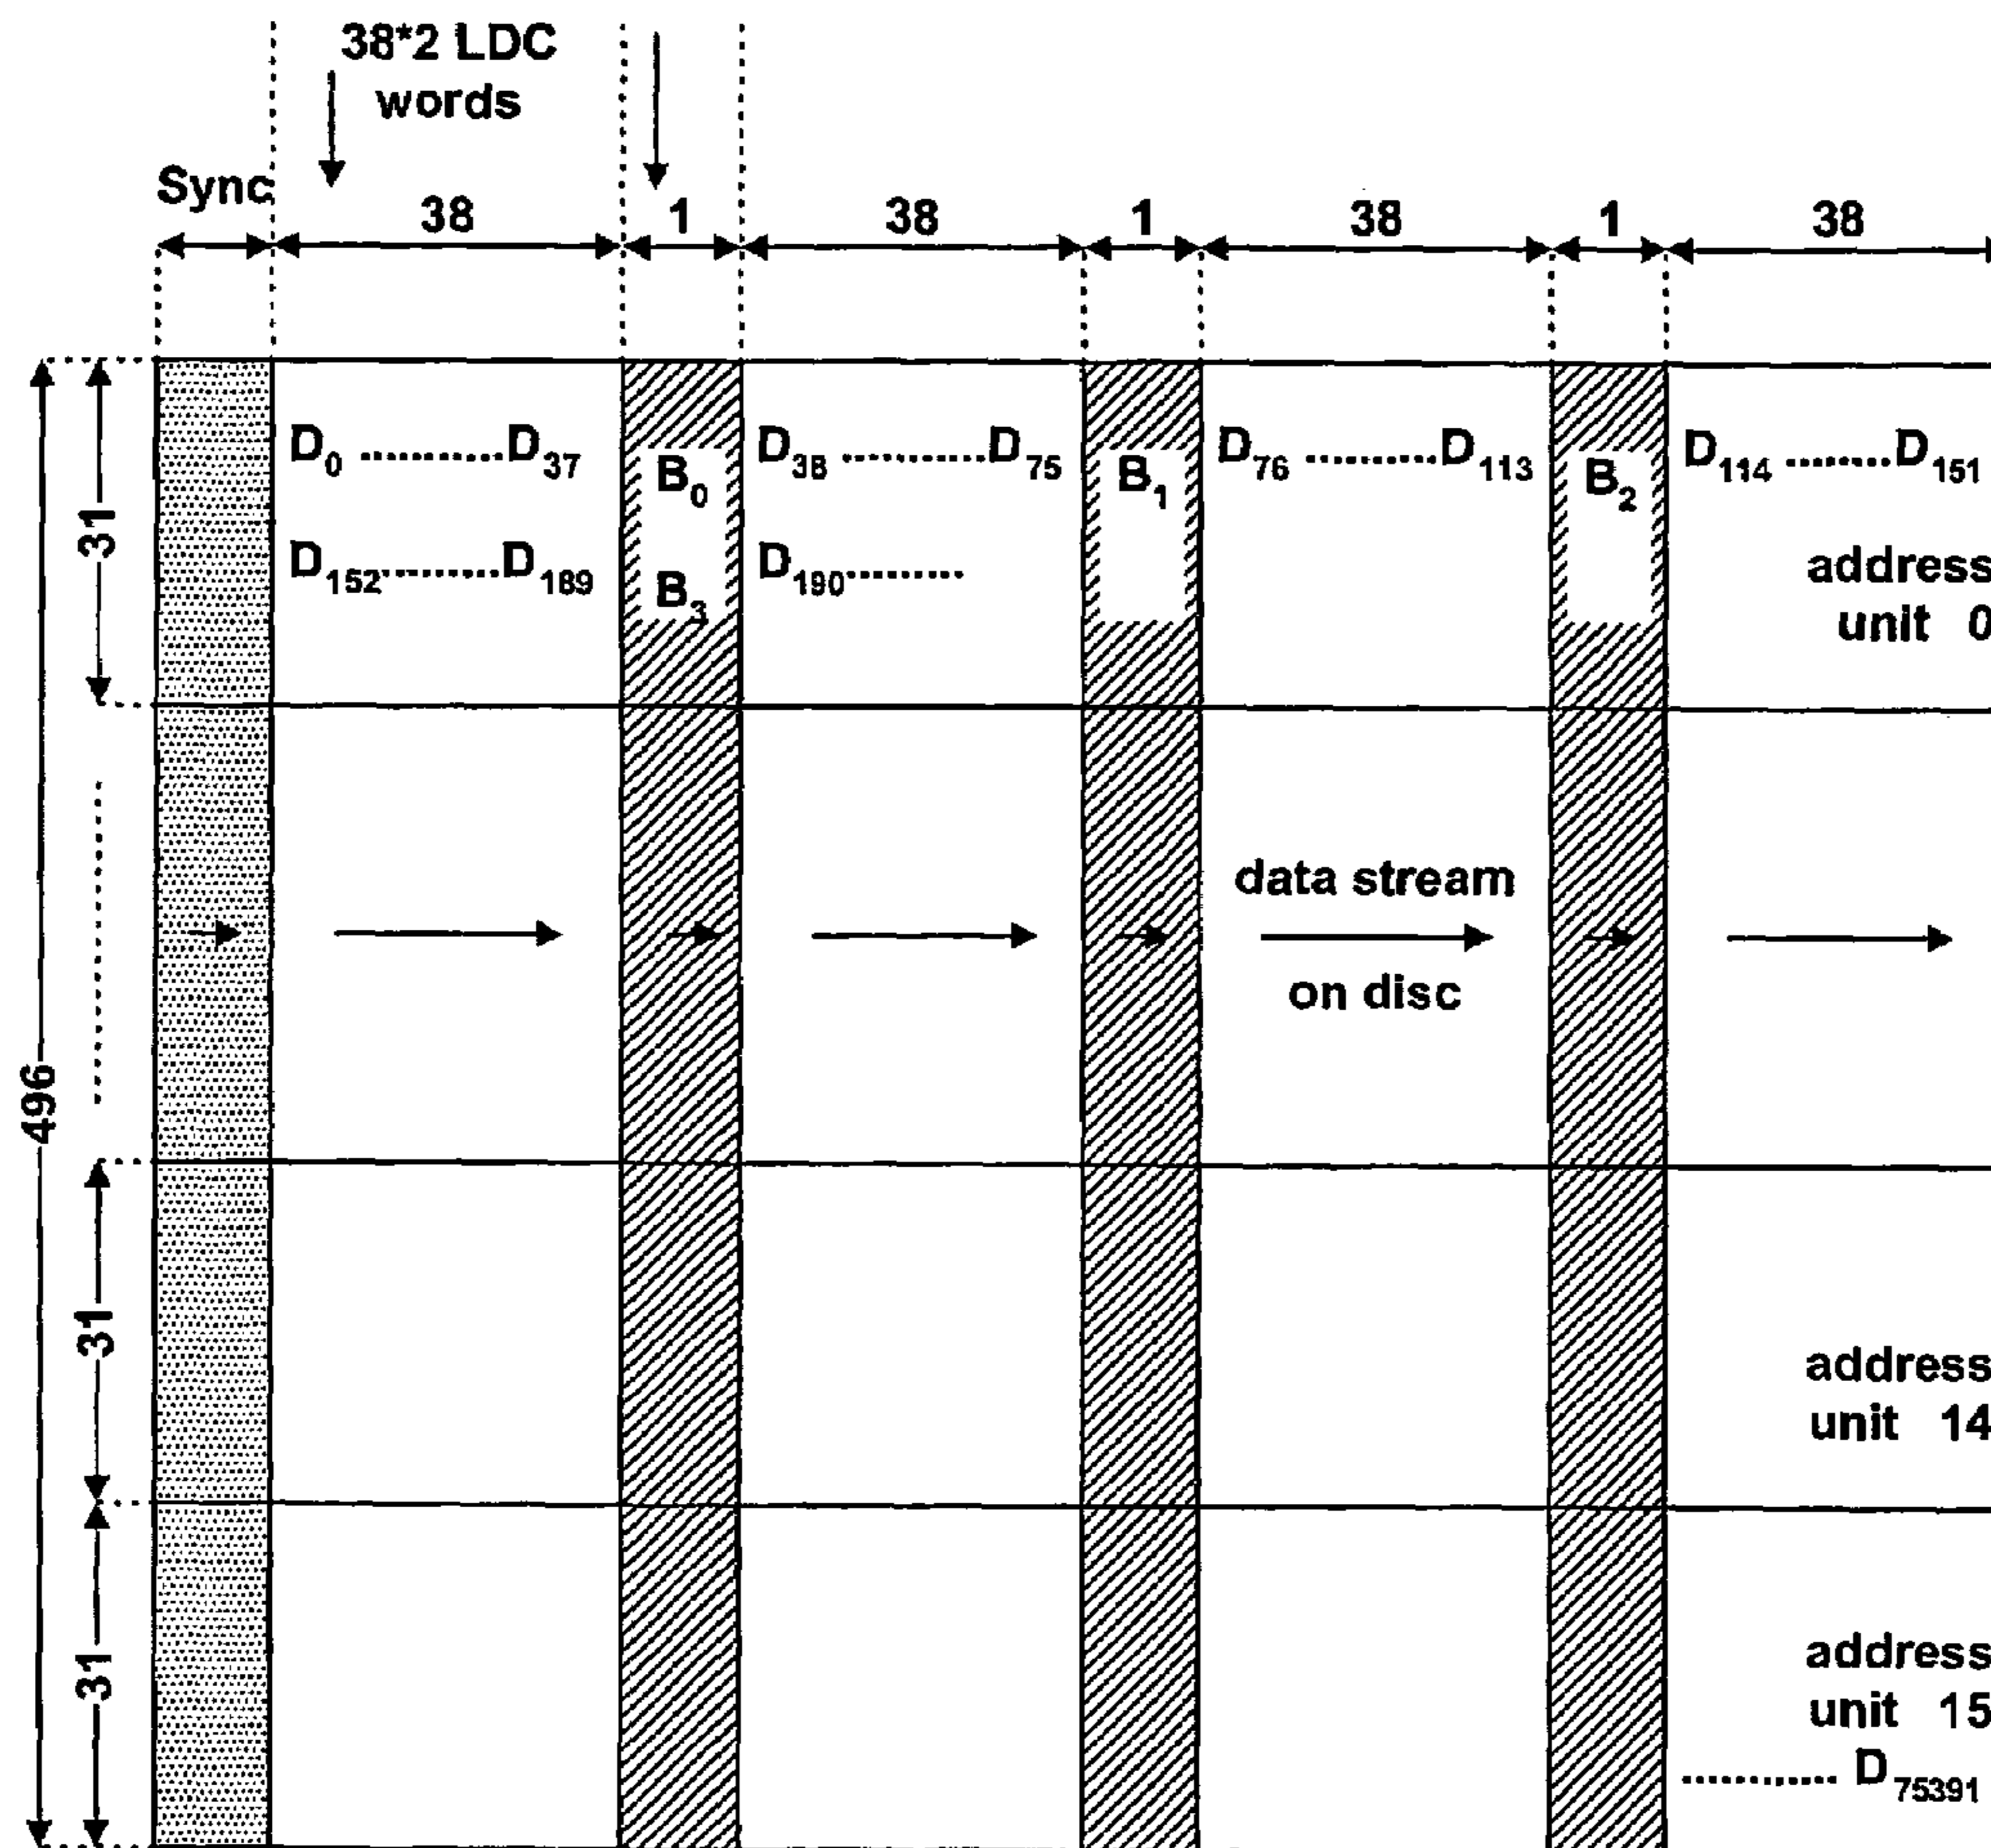 38*2 LDC
words
Sync
38 1 38 1 38 1 38
D0 ............D37 B0 D38 ............D75 B1 D76 ...........D113 B2 D114 .........D151
31
D152..........D189 B3 D190...........
address
unit 0
data stream
on disc
496
31
address
unit 14
31
address
unit 15
............ D75391